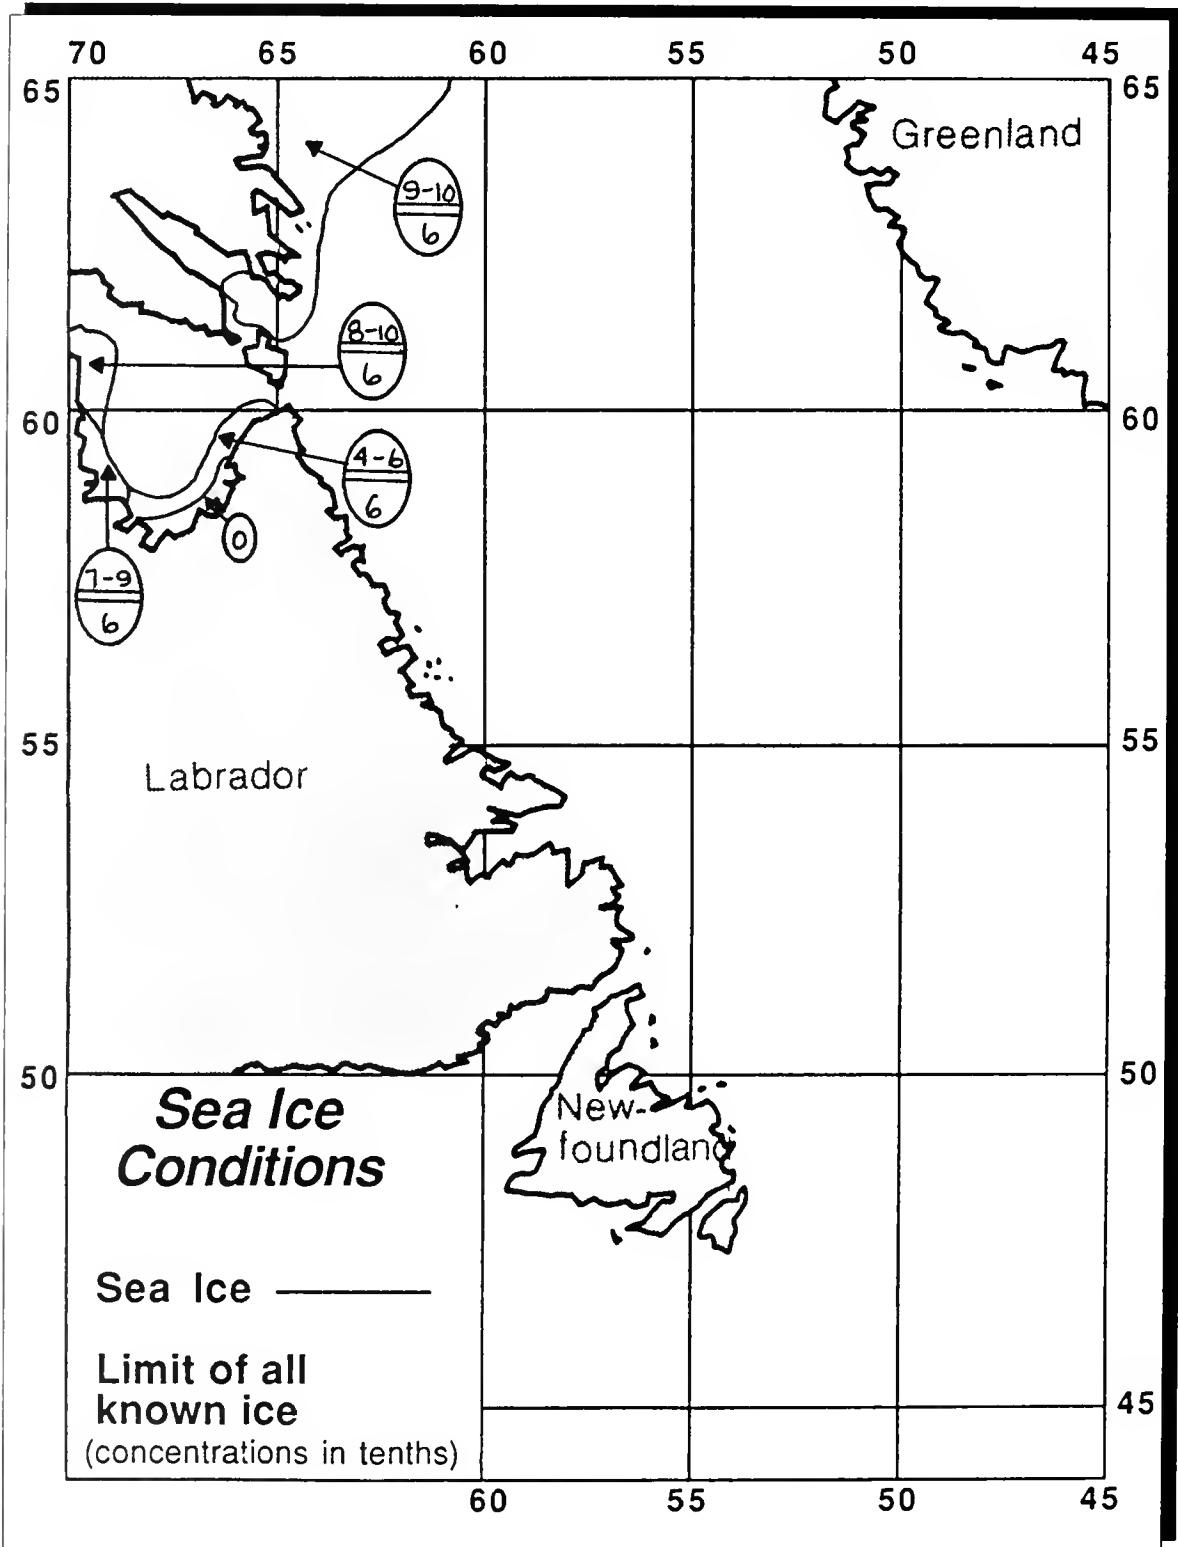 70 65 60 55 50 45
65 65
Greenland
9-10
6
8-10
6
60 60
4-6
6
0
7-9
6
55 55
Labrador
50 50
Sea Ice
Conditions
New-
foundland
Sea Ice
Limit of all
known ice
(concentrations in tenths)
45
60 55 50 45